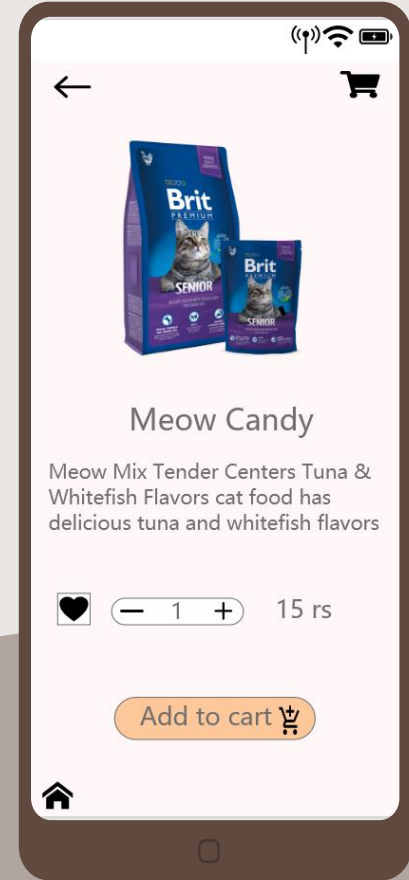 Brit
PREMIUM
SENIOR
Brit
SENIOR
Meow Candy
Meow Mix Tender Centers Tuna &
Whitefish Flavors cat food has
delicious tuna and whitefish flavors
1
15 rs
Add to cart